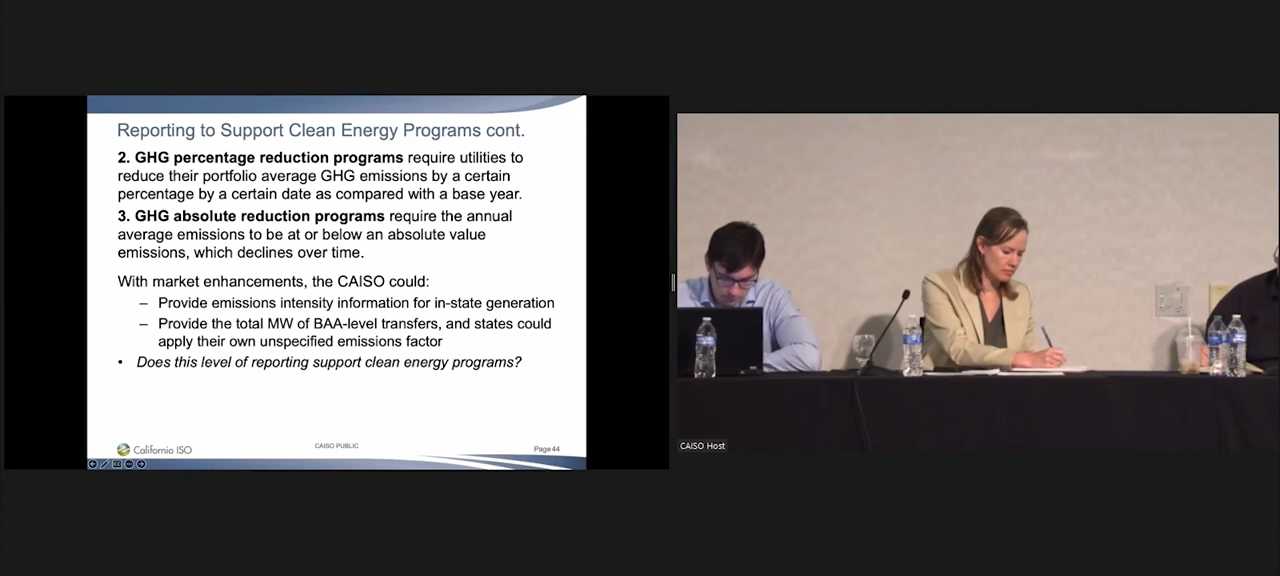 Reporting to Support Clean Energy Programs cont.
2. GHG percentage reduction programs require utilities to
reduce their portfolio average GHG emissions by a certain
percentage by a certain date as compared with a base year.
3. GHG absolute reduction programs require the annual
average emissions to be at or below an absolute value
emissions, which declines over time.
With market enhancements, the CAISO could:
– Provide emissions intensity information for in-state generation
– Provide the total MW of BAA-level transfers, and states could
apply their own unspecified emissions factor
• Does this level of reporting support clean energy programs?
California ISO
CAISO PUBLIC
Page 44
CAISO Host